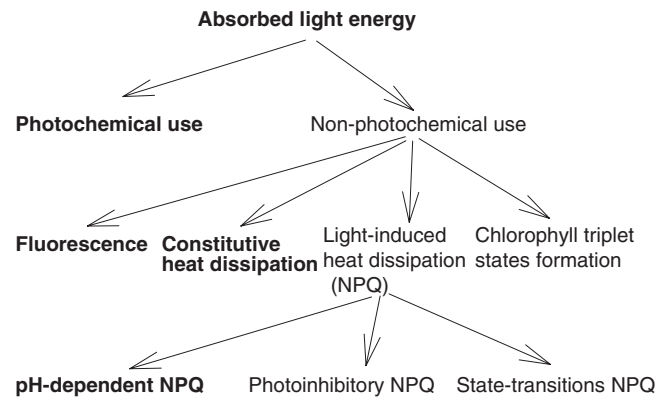 Absorbed light energy
Photochemical use
Non-photochemical use
Fluorescence
Constitutive
heat dissipation
Light-induced
heat dissipation
(NPQ)
Chlorophyll triplet
states formation
pH-dependent NPQ
Photoinhibitory NPQ
State-transitions NPQ